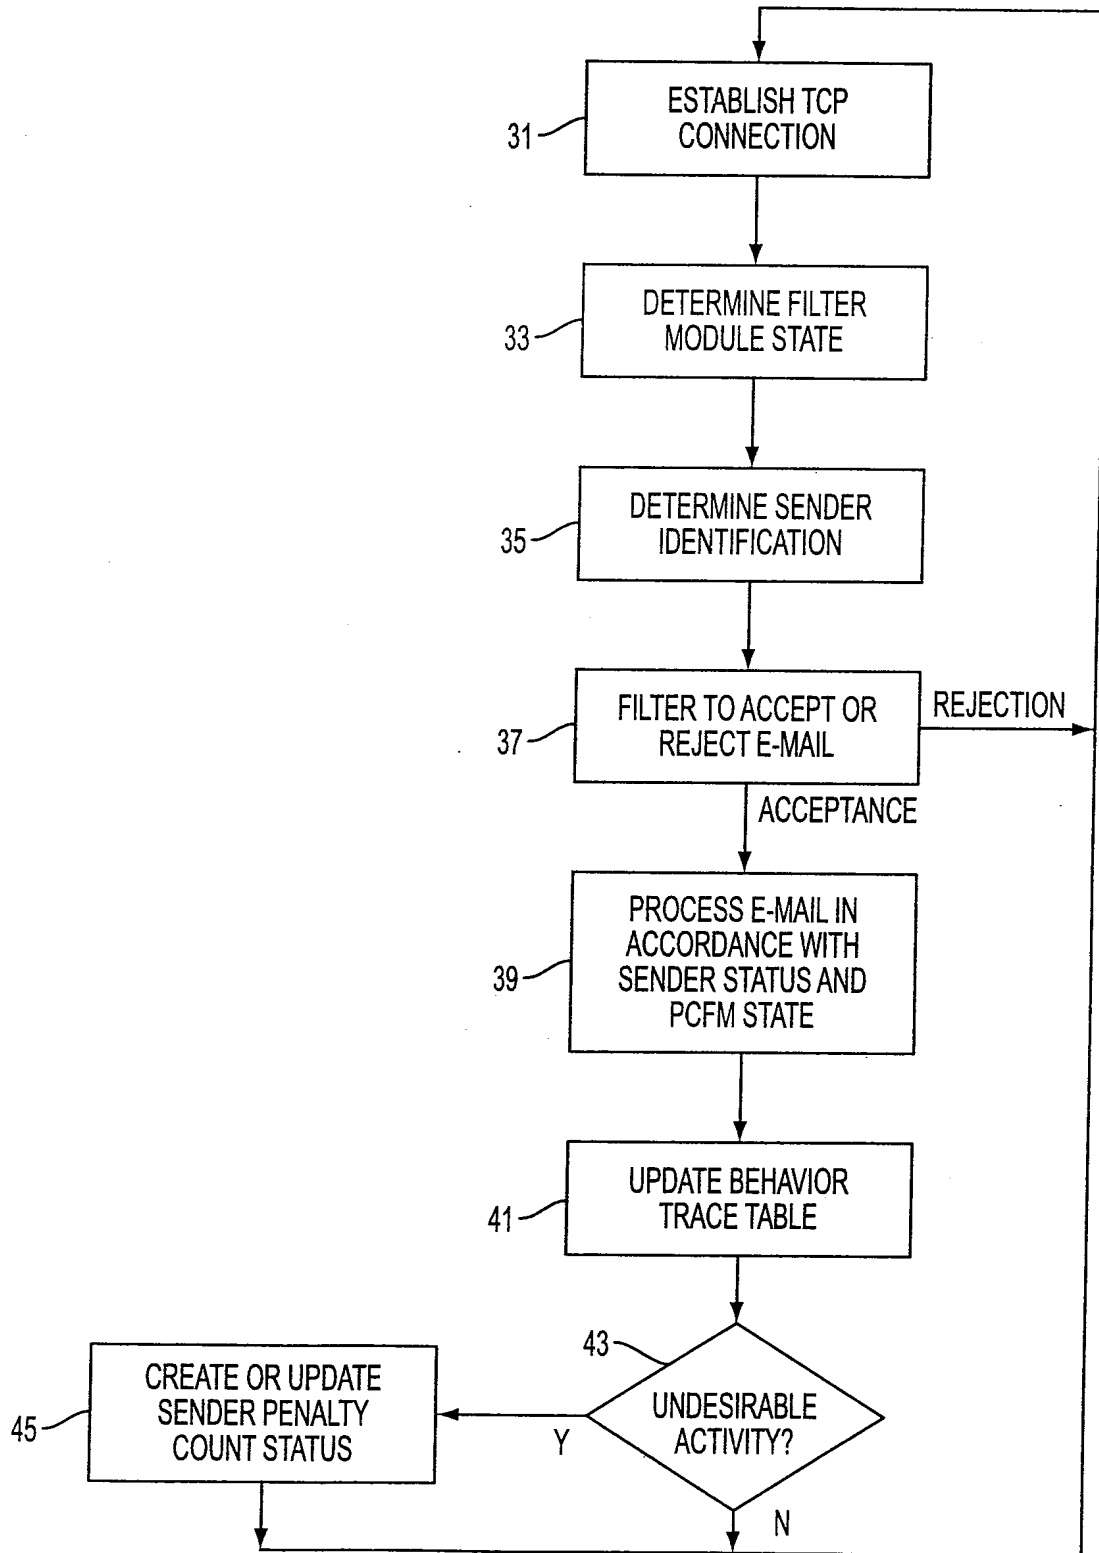 ESTABLISH TCP
CONNECTION
31
DETERMINE FILTER
MODULE STATE
33
DETERMINE SENDER
IDENTIFICATION
35
FILTER TO ACCEPT OR
REJECT E-MAIL
37
REJECTION
ACCEPTANCE
PROCESS E-MAIL IN
ACCORDANCE WITH
SENDER STATUS AND
PCFM STATE
39
UPDATE BEHAVIOR
TRACE TABLE
41
43
UNDESIRABLE
ACTIVITY?
Y
N
CREATE OR UPDATE
SENDER PENALTY
COUNT STATUS
45